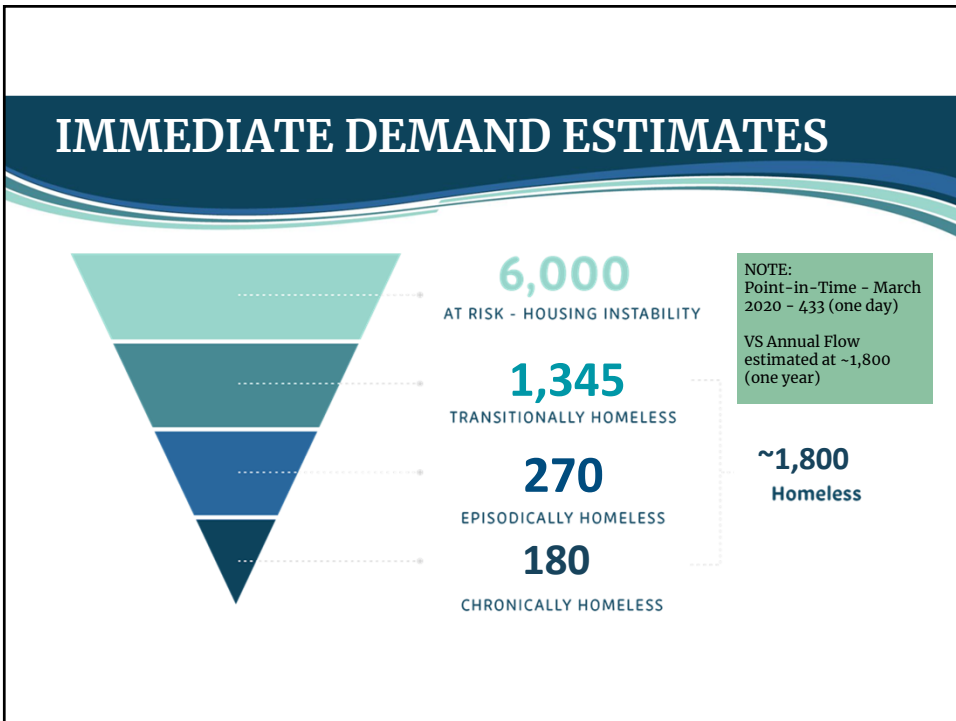 IMMEDIATE DEMAND ESTIMATES
6,000
AT RISK - HOUSING INSTABILITY
NOTE:
Point-in-Time - March
2020 - 433 (one day)
VS Annual Flow
estimated at ~1,800
(one year)
1,345
TRANSITIONALLY HOMELESS
270
EPISODICALLY HOMELESS
180
CHRONICALLY HOMELESS
~1,800
Homeless